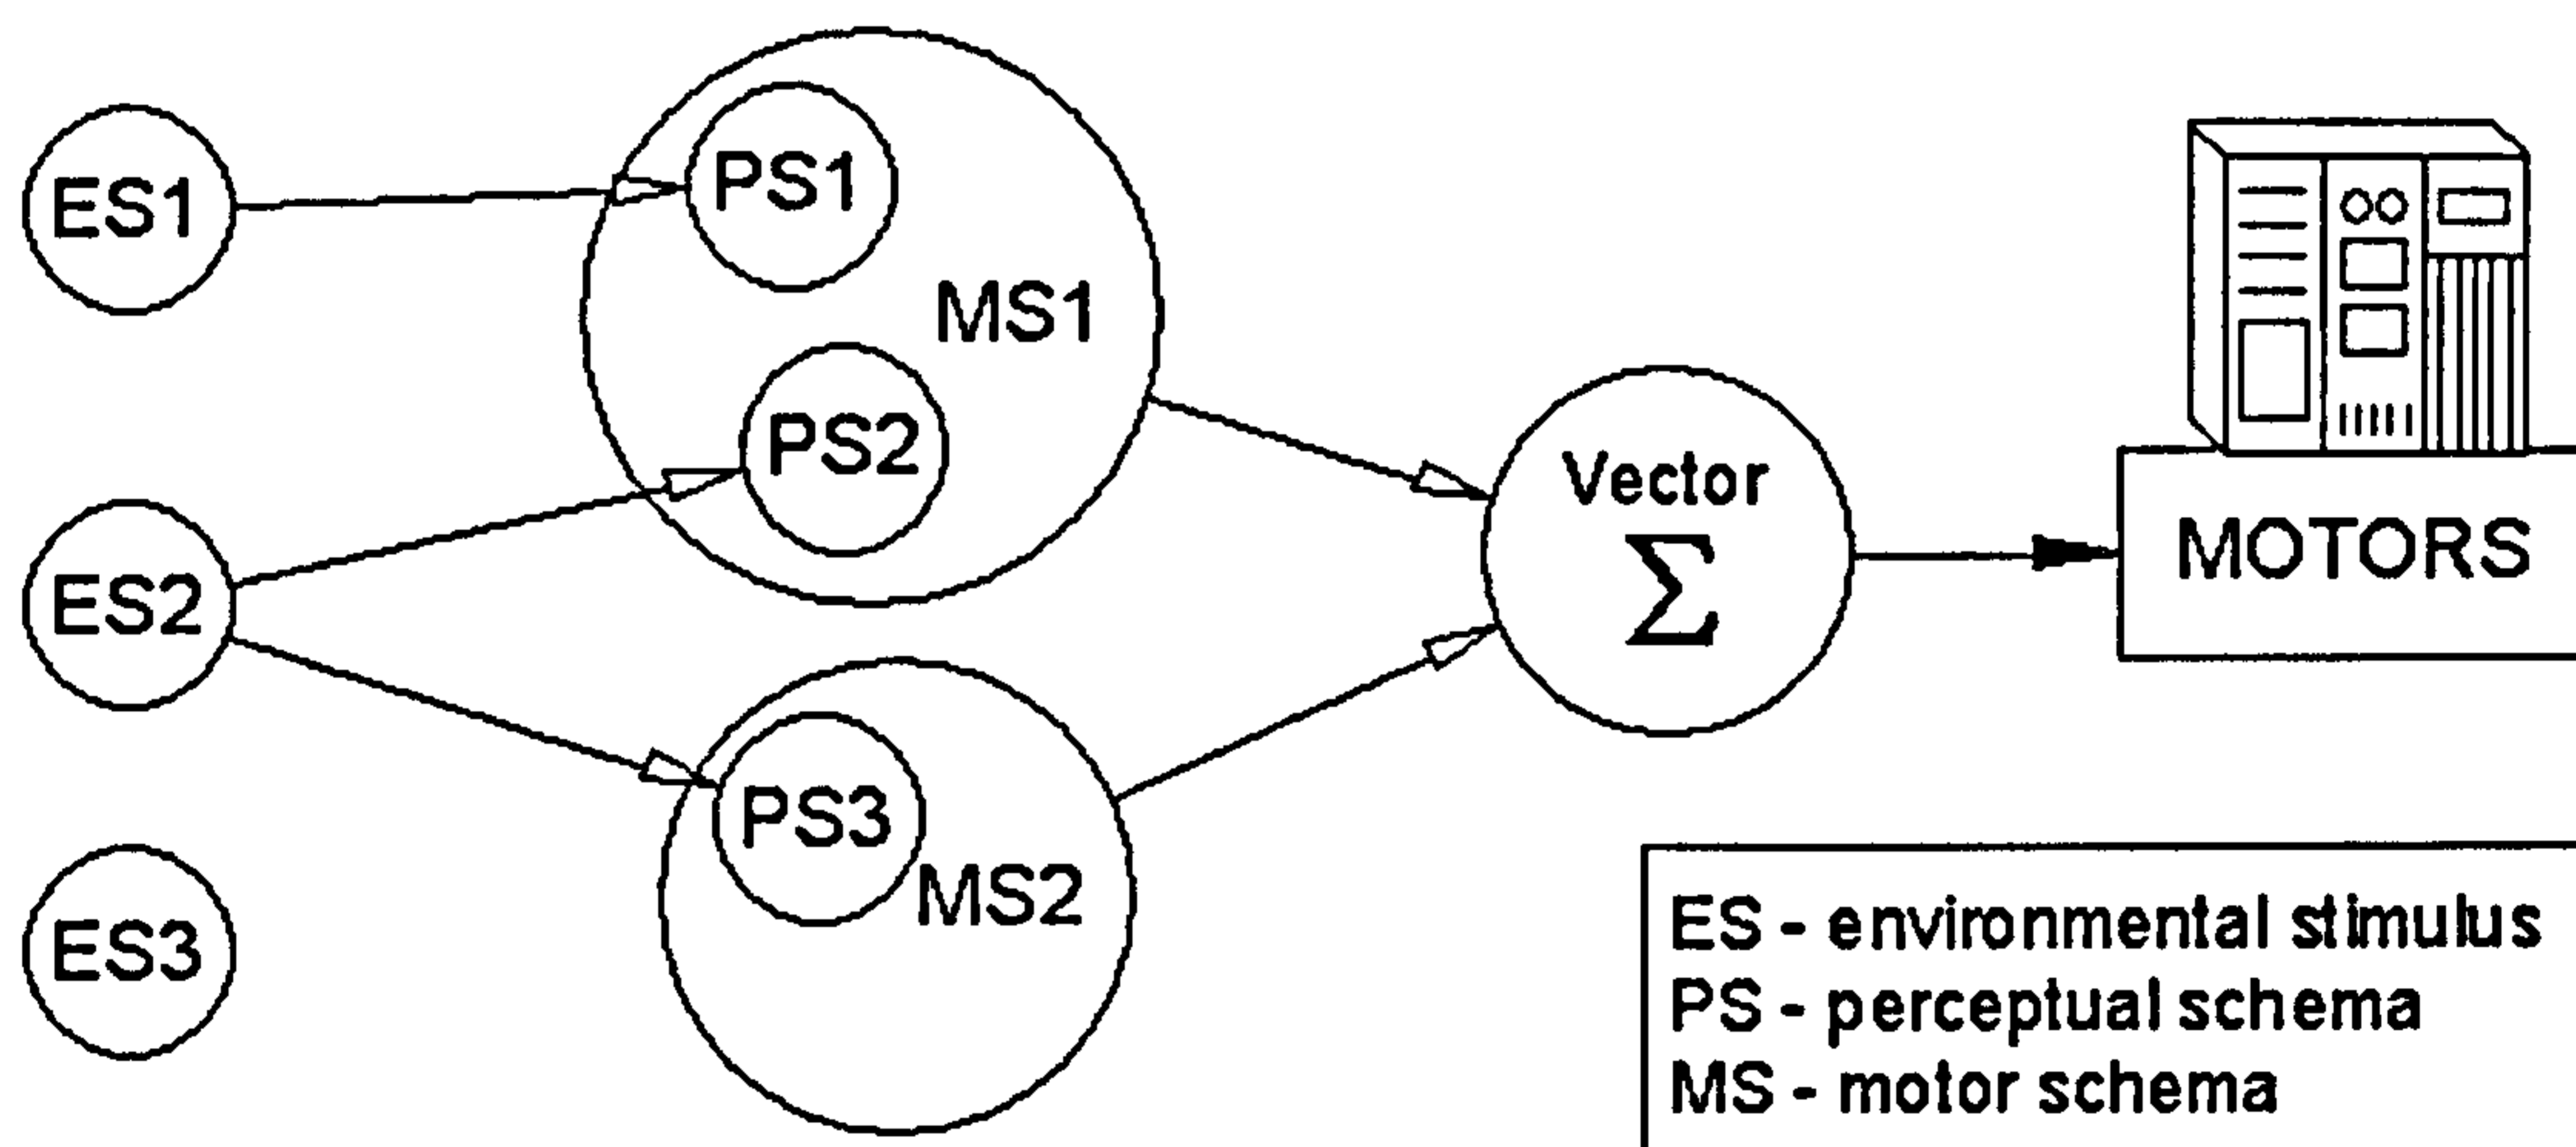 ES1
PS1
MS1
PS2
ES2
Vector
Σ
MOTORS
PS3
MS2
ES3
ES - environmental stimulus
PS - perceptual schema
MS - motor schema